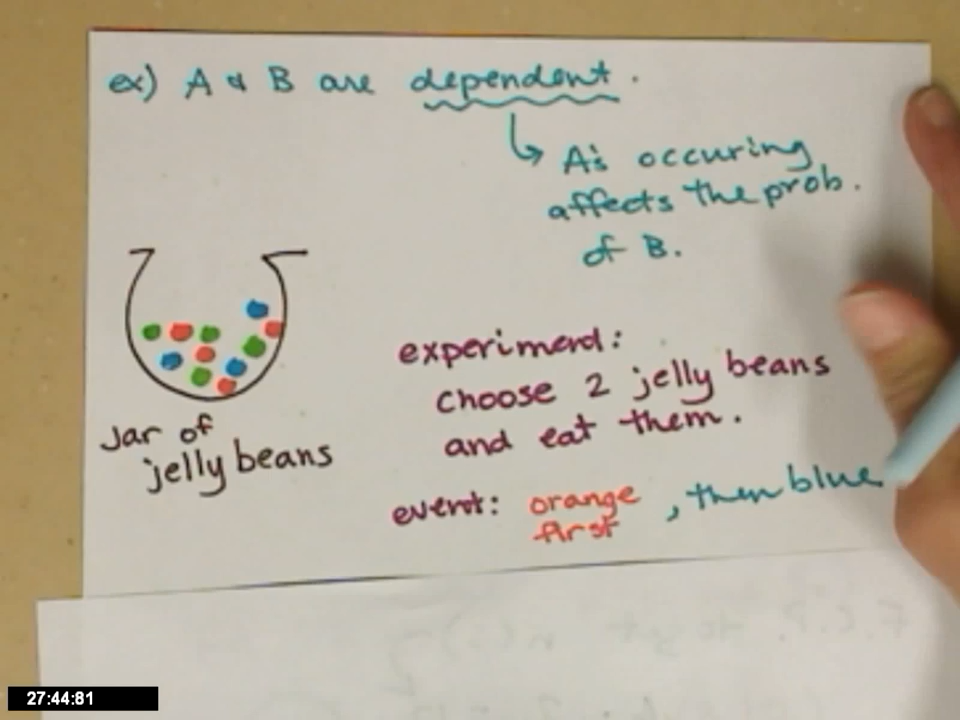 ex) A & B are dependent.
↳ A's occuring
affects the prob.
of B.
experiment:
choose 2 jelly beans
and eat them.
Jar of
jelly beans
event: orange first, then blue
27:44:81